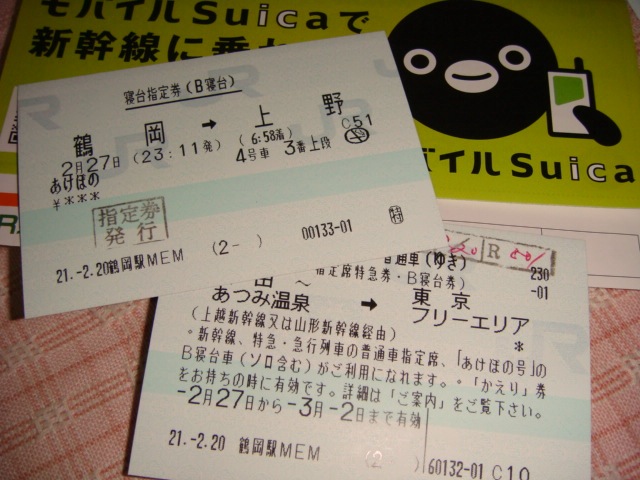 モバイルSuicaで
新幹線に乗
モバイルSuica
寝台指定券(B寝台)
鶴岡 → 上野
2月27日 (23:11発) (6:58着) C51
4号車 3番上段
あけぼの
¥***
指定券
発行
00133-01
21.-2.20鶴岡駅MEM (2- ) 特
普通車(ゆき) 230
指定席特急券・B寝台券) -01
R
田~
あつみ温泉 → 東京
フリーエリア
(上越新幹線又は山形新幹線経由) *
・新幹線、特急・急行列車の普通車指定席、「あけぼの号」の
B寝台車(ソロ含む)がご利用になれます。・「かえり」券
をお持ちの時に有効です。詳細は「ご案内」をご覧下さい。
-2月27日から-3月-2日まで有効
21.-2.20 鶴岡駅MEM (2 ) 60132-01 C10